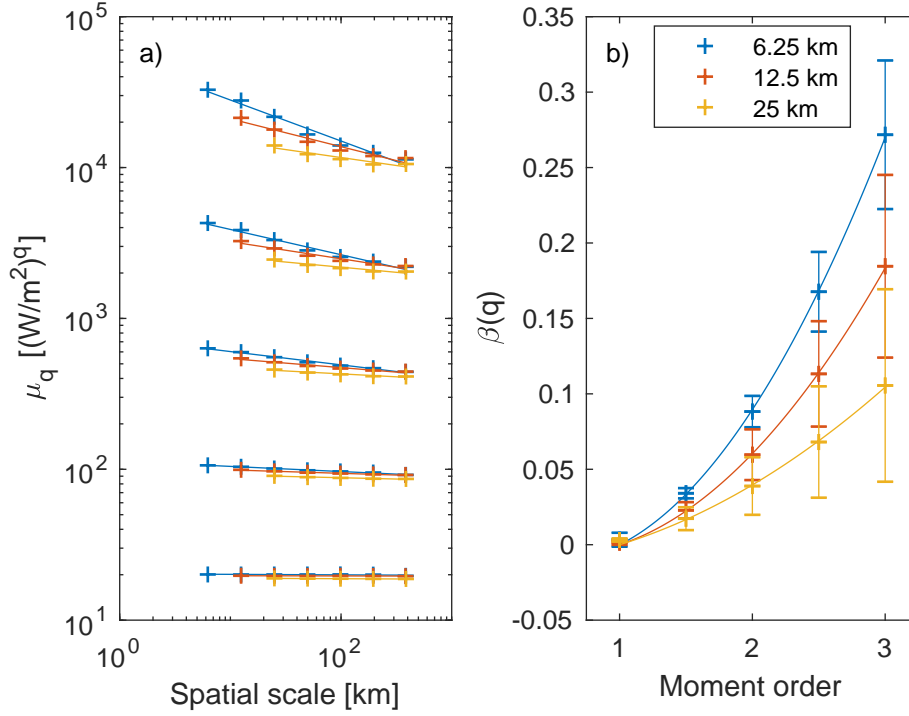 a)
10^5
10^4
10^3
10^2
10^1
μ_q [(W/m^2)^q]
10^0
10^2
Spatial scale [km]
b)
6.25 km
12.5 km
25 km
0.35
0.3
0.25
0.2
0.15
0.1
0.05
0
-0.05
β(q)
1
2
3
Moment order